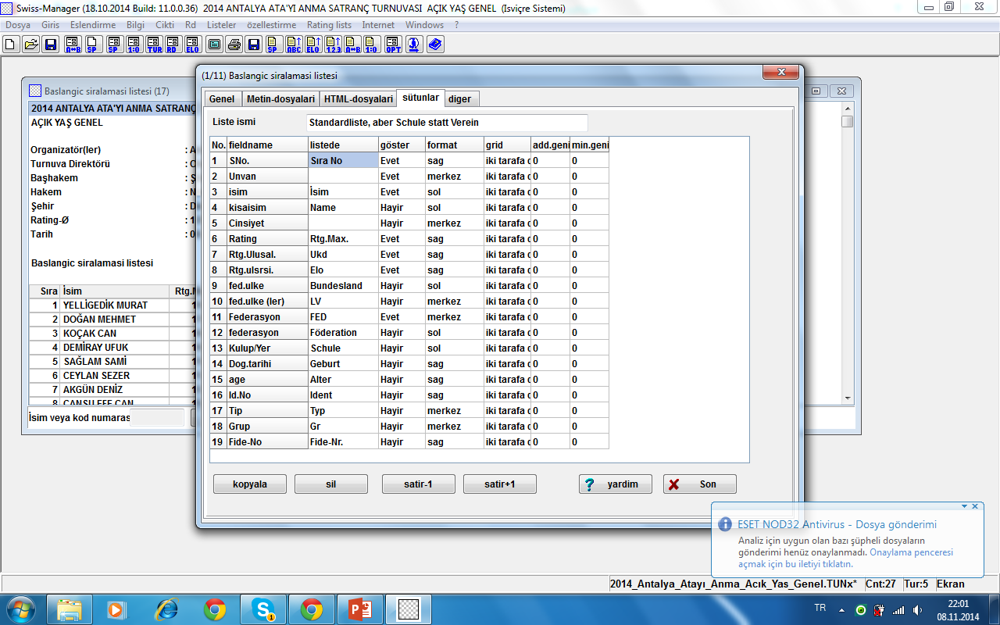 Swiss-Manager (18.10.2014 Build: 11.0.0.36) 2014 ANTALYA ATA'YI ANMA SATRANÇ TURNUVASI AÇIK YAŞ GENEL (Isviçre Sistemi)
Dosya Giris Eslendirme Bilgi Cikti Rd Listeler özellestirme Rating lists Internet Windows ?
A↔B SP SP 1:0 TUR RD ELO SP ABC ELO 1.2.3 A↔B 1:0 OPT
Baslangic siralamasi listesi (17)
2014 ANTALYA ATA'YI ANMA SATRANÇ
AÇIK YAŞ GENEL
Organizatör(ler) : A
Turnuva Direktörü
Başhakem : Ş
Hakem : N
Şehir : D
Rating-Ø : 1
Tarih : 0
Baslangic siralamasi listesi
Sıra İsim Rtg.M
1 YELLİGEDİK MURAT 1
2 DOĞAN MEHMET 1
3 KOÇAK CAN 1
4 DEMİRAY UFUK 1
5 SAĞLAM SAMİ 1
6 CEYLAN SEZER 1
7 AKGÜN DENİZ 1
8 CANSU EFE CAN 1
İsim veya kod numaras
(1/11) Baslangic siralamasi listesi
Genel Metin-dosyalari HTML-dosyalari sütunlar diger
Liste ismi Standardliste, aber Schule statt Verein
No. fieldname listede göster format grid add.geni min.geni
1 SNo. Sıra No Evet sag iki tarafa 0 0
2 Unvan Evet merkez iki tarafa 0 0
3 isim İsim Evet sol iki tarafa 0 0
4 kisaisim Name Hayir sol iki tarafa 0 0
5 Cinsiyet Hayir merkez iki tarafa 0 0
6 Rating Rtg.Max. Evet sag iki tarafa 0 0
7 Rtg.Ulusal. Ukd Evet sag iki tarafa 0 0
8 Rtg.ulsrsi. Elo Evet sag iki tarafa 0 0
9 fed.ulke Bundesland Hayir sol iki tarafa 0 0
10 fed.ulke (ler) LV Hayir merkez iki tarafa 0 0
11 Federasyon FED Evet merkez iki tarafa 0 0
12 federasyon Föderation Hayir sol iki tarafa 0 0
13 Kulup/Yer Schule Hayir sol iki tarafa 0 0
14 Dog.tarihi Geburt Hayir sag iki tarafa 0 0
15 age Alter Hayir sag iki tarafa 0 0
16 Id.No Ident Hayir sag iki tarafa 0 0
17 Tip Typ Hayir merkez iki tarafa 0 0
18 Grup Gr Hayir merkez iki tarafa 0 0
19 Fide-No Fide-Nr. Hayir sag iki tarafa 0 0
kopyala sil satir-1 satir+1 ? yardim Son
ESET NOD32 Antivirus - Dosya gönderimi
Analiz için uygun olan bazı şüpheli dosyaların
gönderimi henüz onaylanmadı. Onaylama penceresi
açmak için bu iletiyi tıklatın.
2014_Antalya_Atayı_Anma_Acık_Yas_Genel.TUNx* Cnt:27 Tur:5 Ekran
TR 22:01
08.11.2014